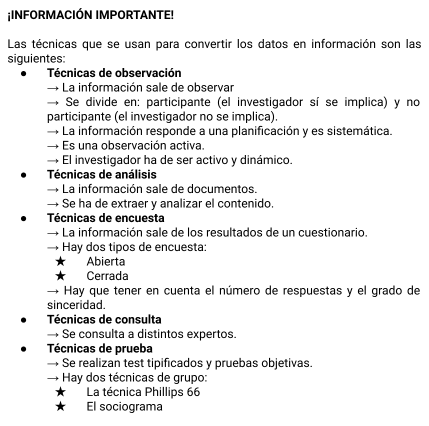 ¡INFORMACIÓN IMPORTANTE!
Las técnicas que se usan para convertir los datos en información son las
siguientes:
● Técnicas de observación
→ La información sale de observar
→ Se divide en: participante (el investigador sí se implica) y no
participante (el investigador no se implica).
→ La información responde a una planificación y es sistemática.
→ Es una observación activa.
→ El investigador ha de ser activo y dinámico.
● Técnicas de análisis
→ La información sale de documentos.
→ Se ha de extraer y analizar el contenido.
● Técnicas de encuesta
→ La información sale de los resultados de un cuestionario.
→ Hay dos tipos de encuesta:
★ Abierta
★ Cerrada
→ Hay que tener en cuenta el número de respuestas y el grado de
sinceridad.
● Técnicas de consulta
→ Se consulta a distintos expertos.
● Técnicas de prueba
→ Se realizan test tipificados y pruebas objetivas.
→ Hay dos técnicas de grupo:
★ La técnica Phillips 66
★ El sociograma